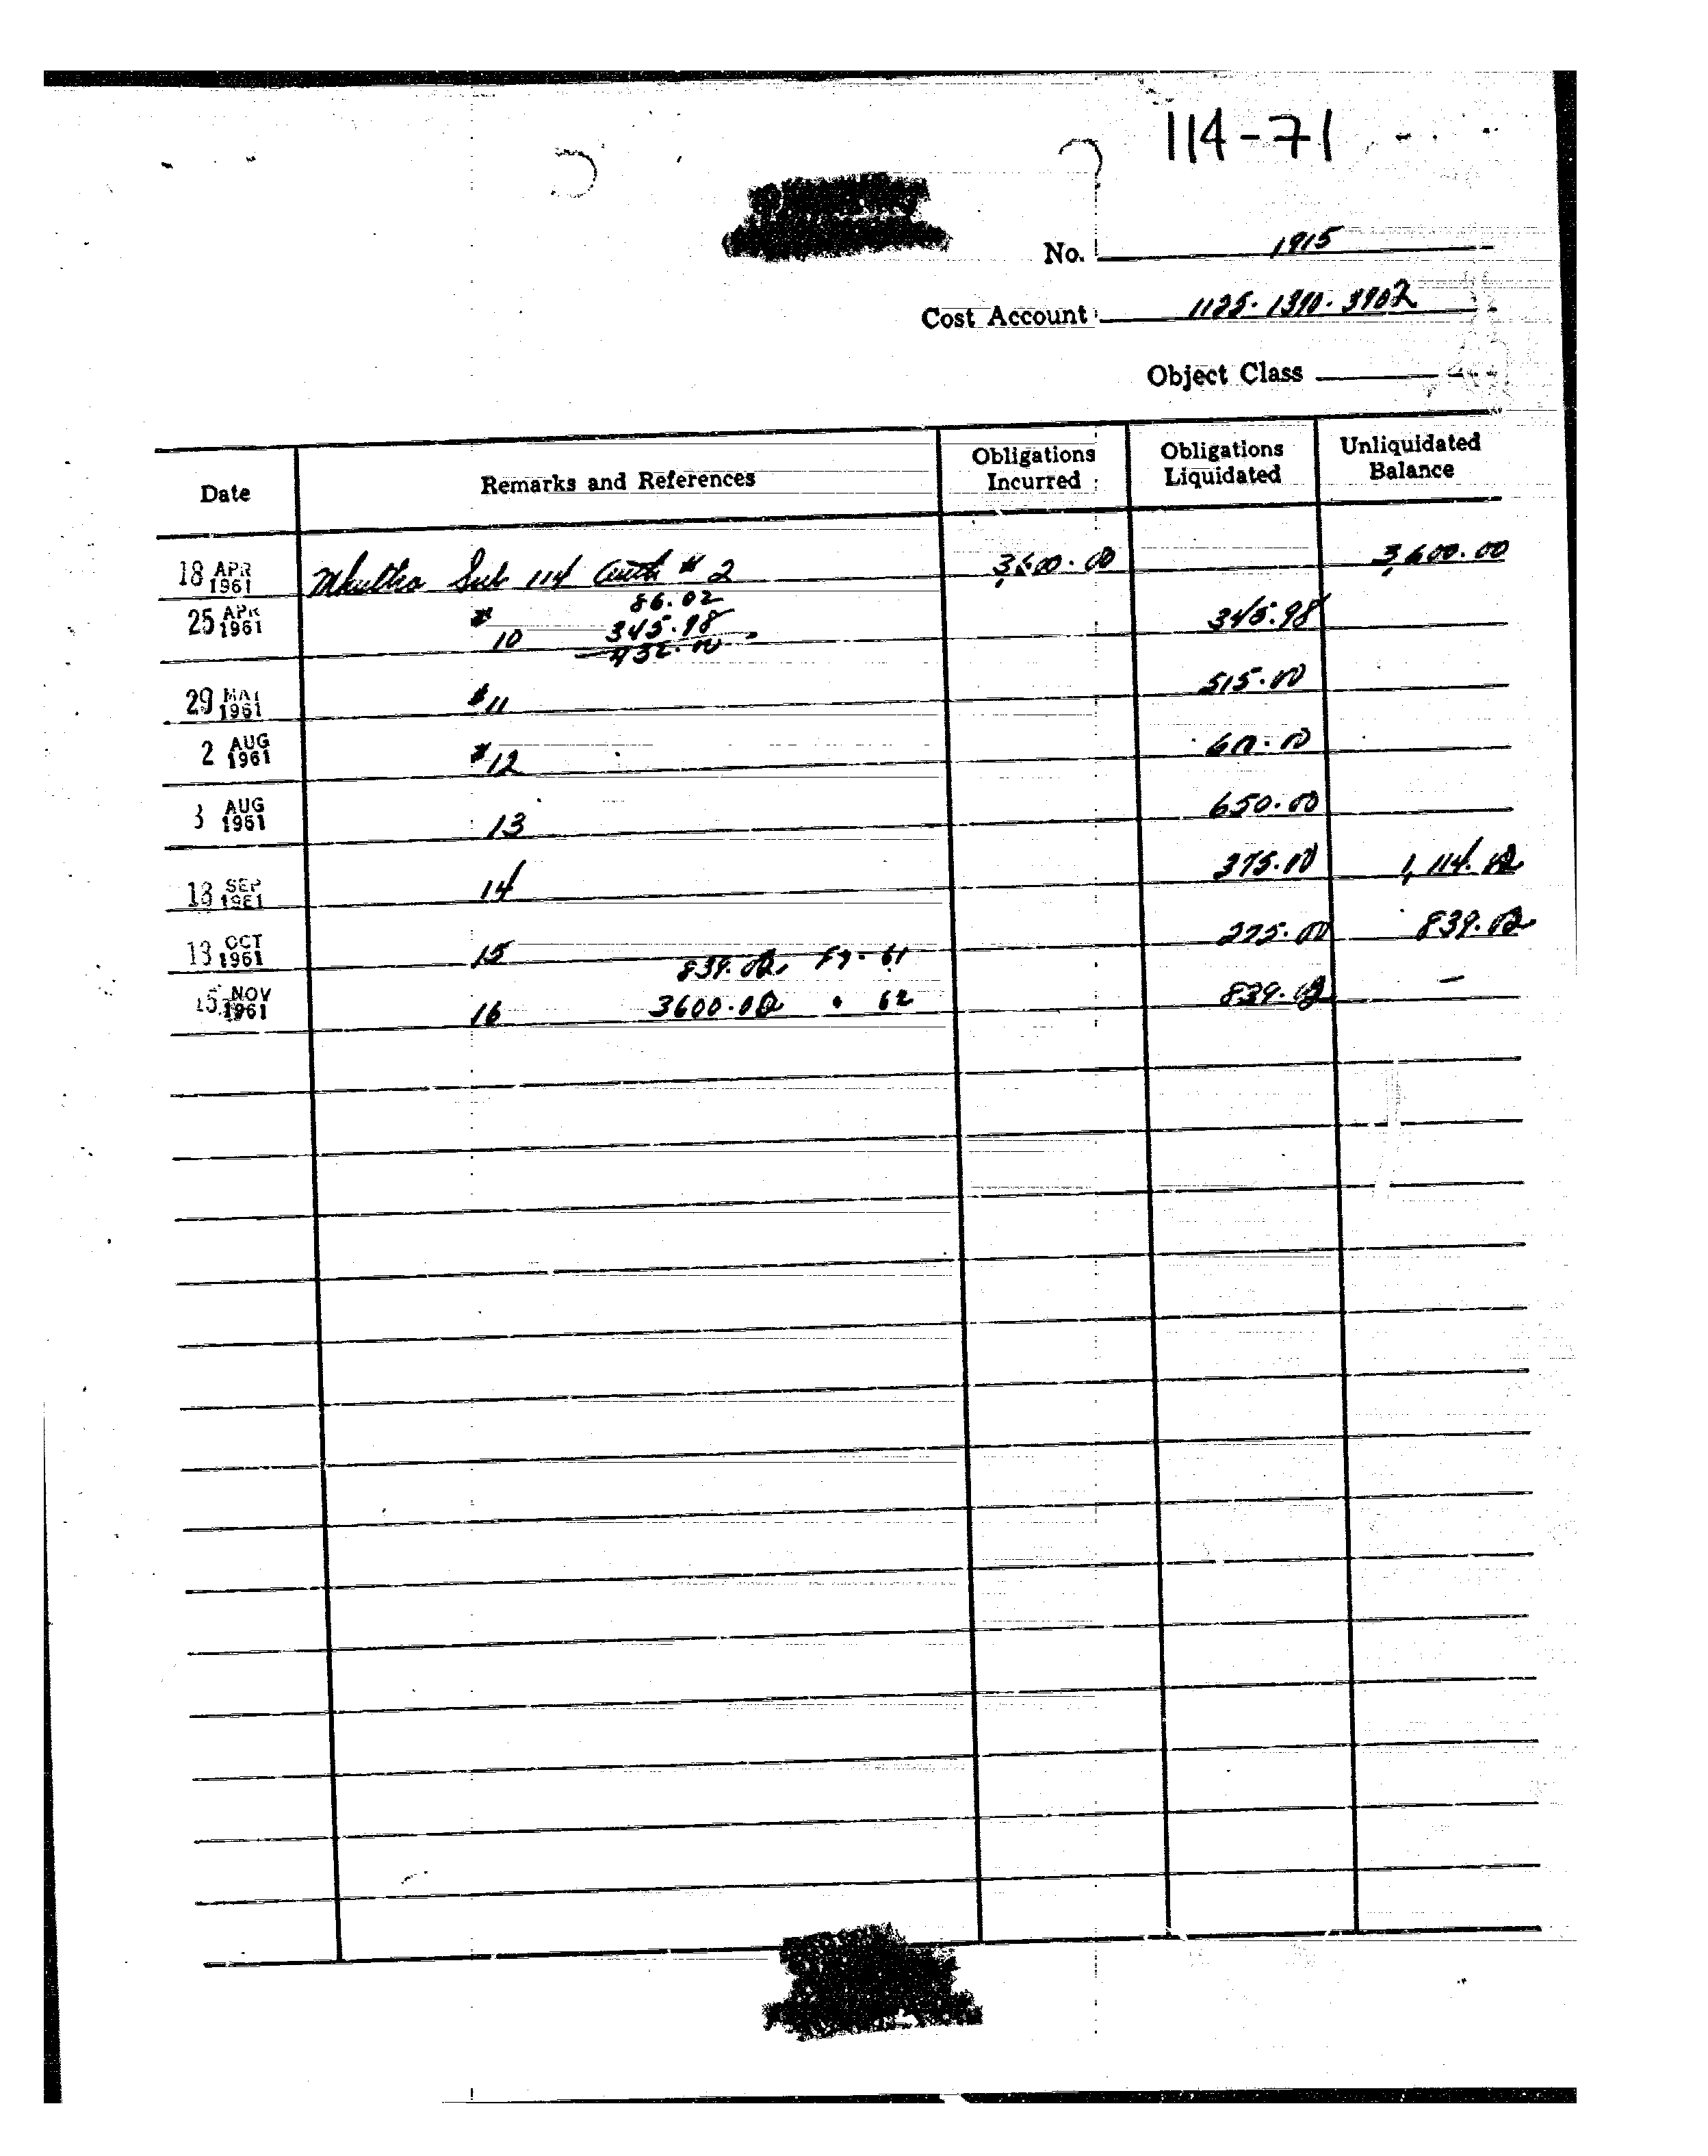 114-71
No. 1915
Cost Account 1125-1390-3902
Object Class
Date Remarks and References Obligations Incurred Obligations Liquidated Unliquidated Balance
18 APR 1961 Mkultra Sub 114 Auth # 2 3,600.00 3,600.00
86.02
25 APR 1961 # 10 345.98 345.98
432.00
29 MAY 1961 # 11 515.00
2 AUG 1961 # 12 600.00
3 AUG 1961 13 650.00
18 SEP 1961 14 375.00 1,114.02
13 OCT 1961 15 275.00 839.02
839.02, FY-61
15 NOV 1961 16 3600.00 " 62 839.02 —